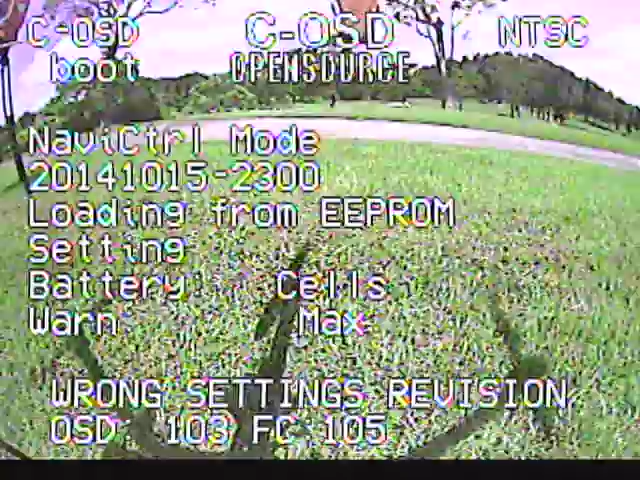 C-OSD C-OSD NTSC
boot OPENSOURCE
NaviCtrl Mode
20141015-2300
Loading from EEPROM
Setting
Battery Cells
Warn Max
WRONG SETTINGS REVISION
OSD: 103 FC 105